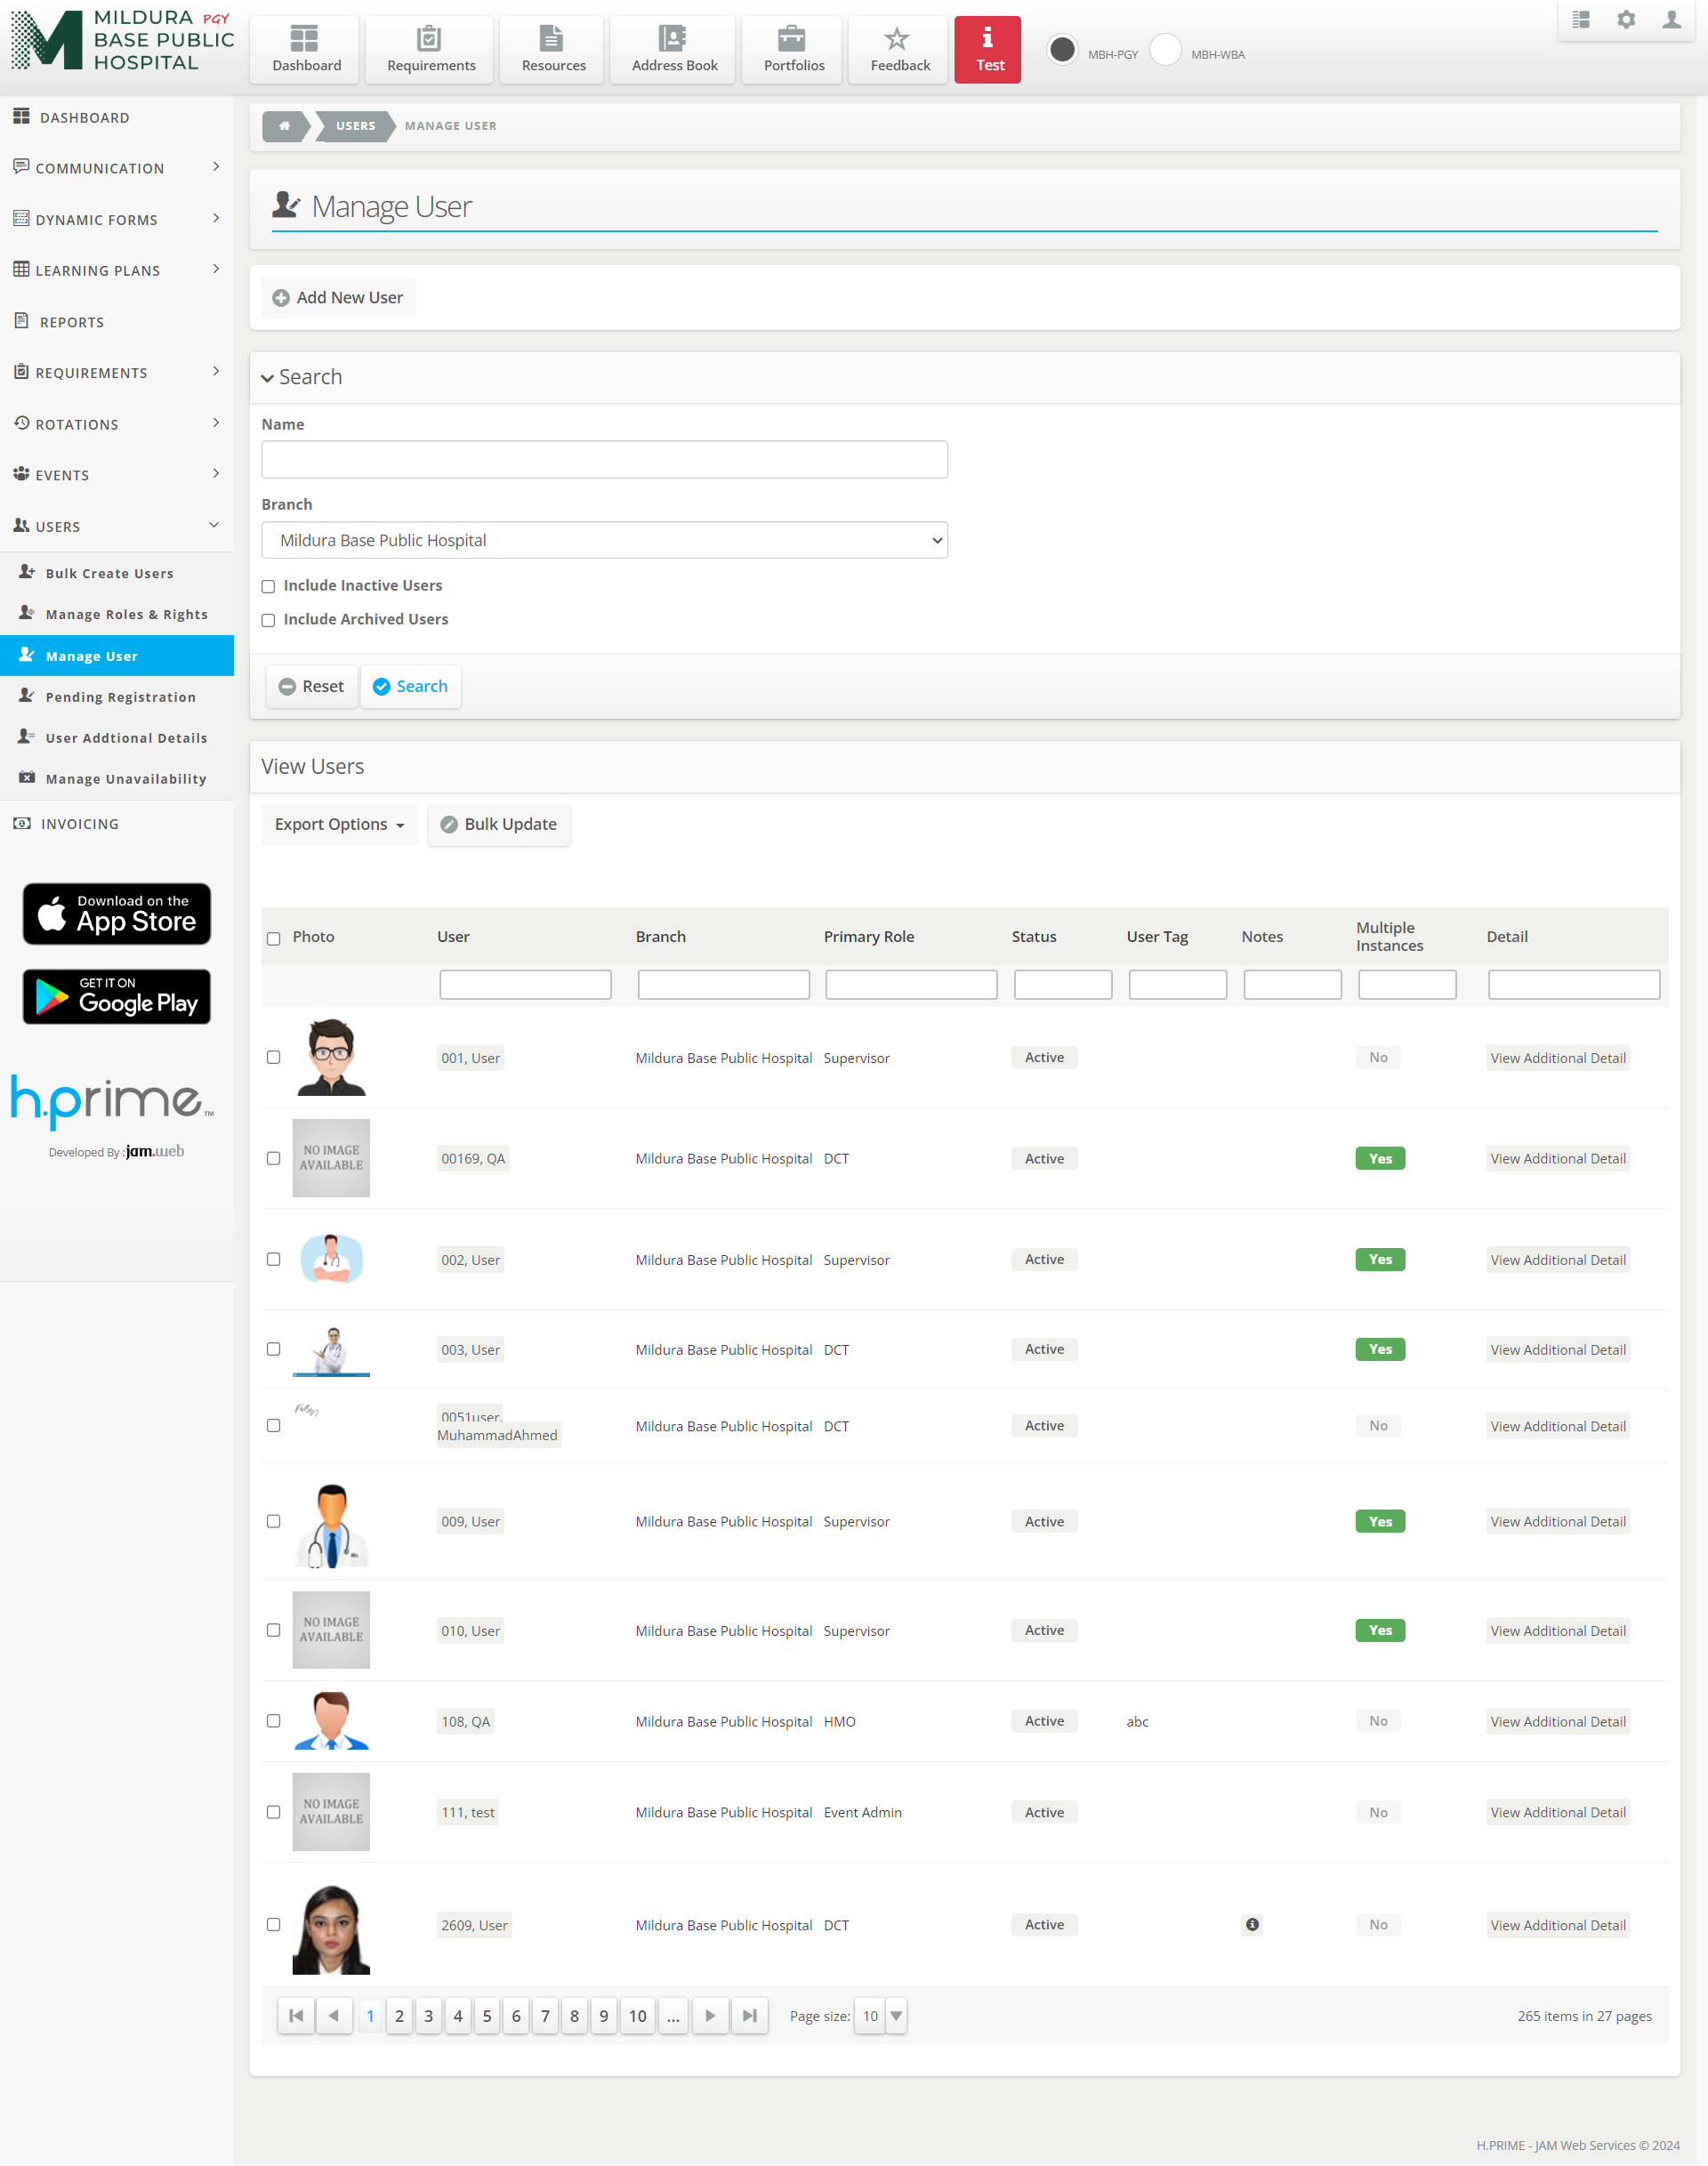 MILDURA PGY
BASE PUBLIC
HOSPITAL
Dashboard
Requirements
Resources
Address Book
Portfolios
Feedback
Test
MBH-PGY
MBH-WBA
DASHBOARD
COMMUNICATION
DYNAMIC FORMS
LEARNING PLANS
REPORTS
REQUIREMENTS
ROTATIONS
EVENTS
USERS
Bulk Create Users
Manage Roles & Rights
Manage User
Pending Registration
User Addtional Details
Manage Unavailability
INVOICING
Download on the
App Store
GET IT ON
Google Play
h.prime TM
Developed By : jam.web
USERS
MANAGE USER
Manage User
Add New User
Search
Name
Branch
Mildura Base Public Hospital
Include Inactive Users
Include Archived Users
Reset
Search
View Users
Export Options
Bulk Update
Photo User Branch Primary Role Status User Tag Notes Multiple Instances Detail
001, User Mildura Base Public Hospital Supervisor Active No View Additional Detail
NO IMAGE
AVAILABLE
00169, QA Mildura Base Public Hospital DCT Active Yes View Additional Detail
002, User Mildura Base Public Hospital Supervisor Active Yes View Additional Detail
003, User Mildura Base Public Hospital DCT Active Yes View Additional Detail
0051user,
MuhammadAhmed
Mildura Base Public Hospital DCT Active No View Additional Detail
009, User Mildura Base Public Hospital Supervisor Active Yes View Additional Detail
NO IMAGE
AVAILABLE
010, User Mildura Base Public Hospital Supervisor Active Yes View Additional Detail
108, QA Mildura Base Public Hospital HMO Active abc No View Additional Detail
NO IMAGE
AVAILABLE
111, test Mildura Base Public Hospital Event Admin Active No View Additional Detail
2609, User Mildura Base Public Hospital DCT Active No View Additional Detail
1 2 3 4 5 6 7 8 9 10 ... Page size: 10 265 items in 27 pages
H.PRIME - JAM Web Services © 2024